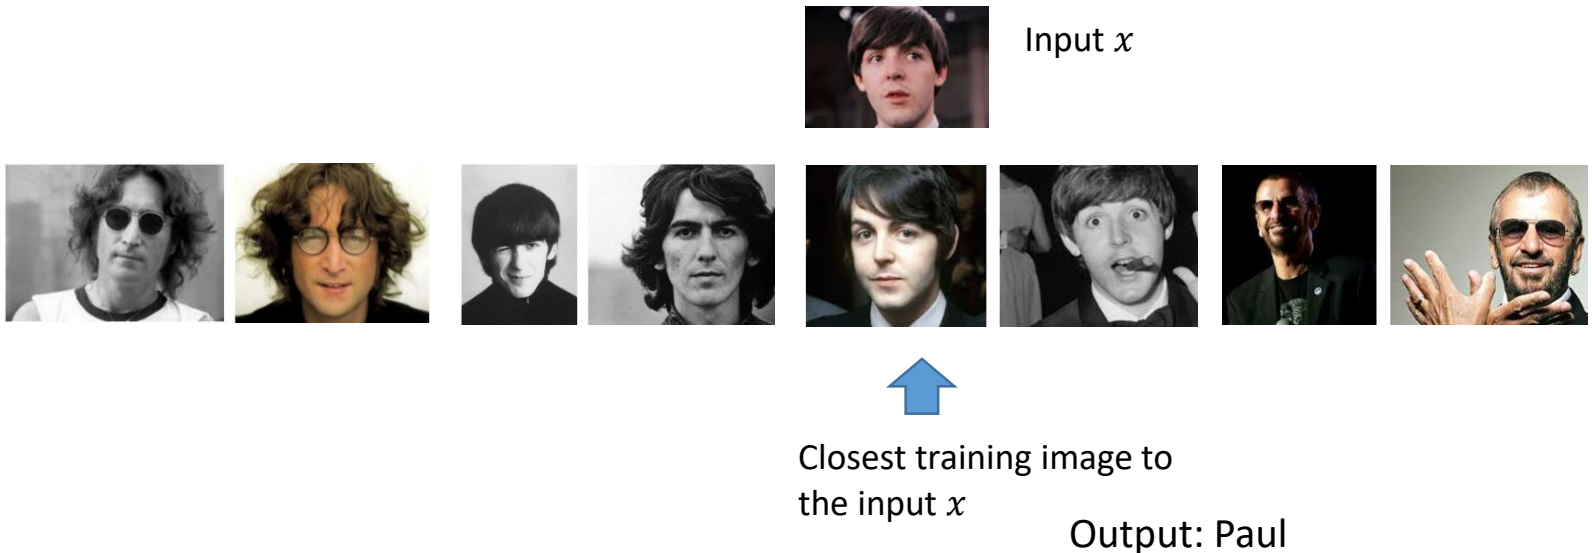 Input 𝑥
Closest training image to
the input 𝑥
Output: Paul